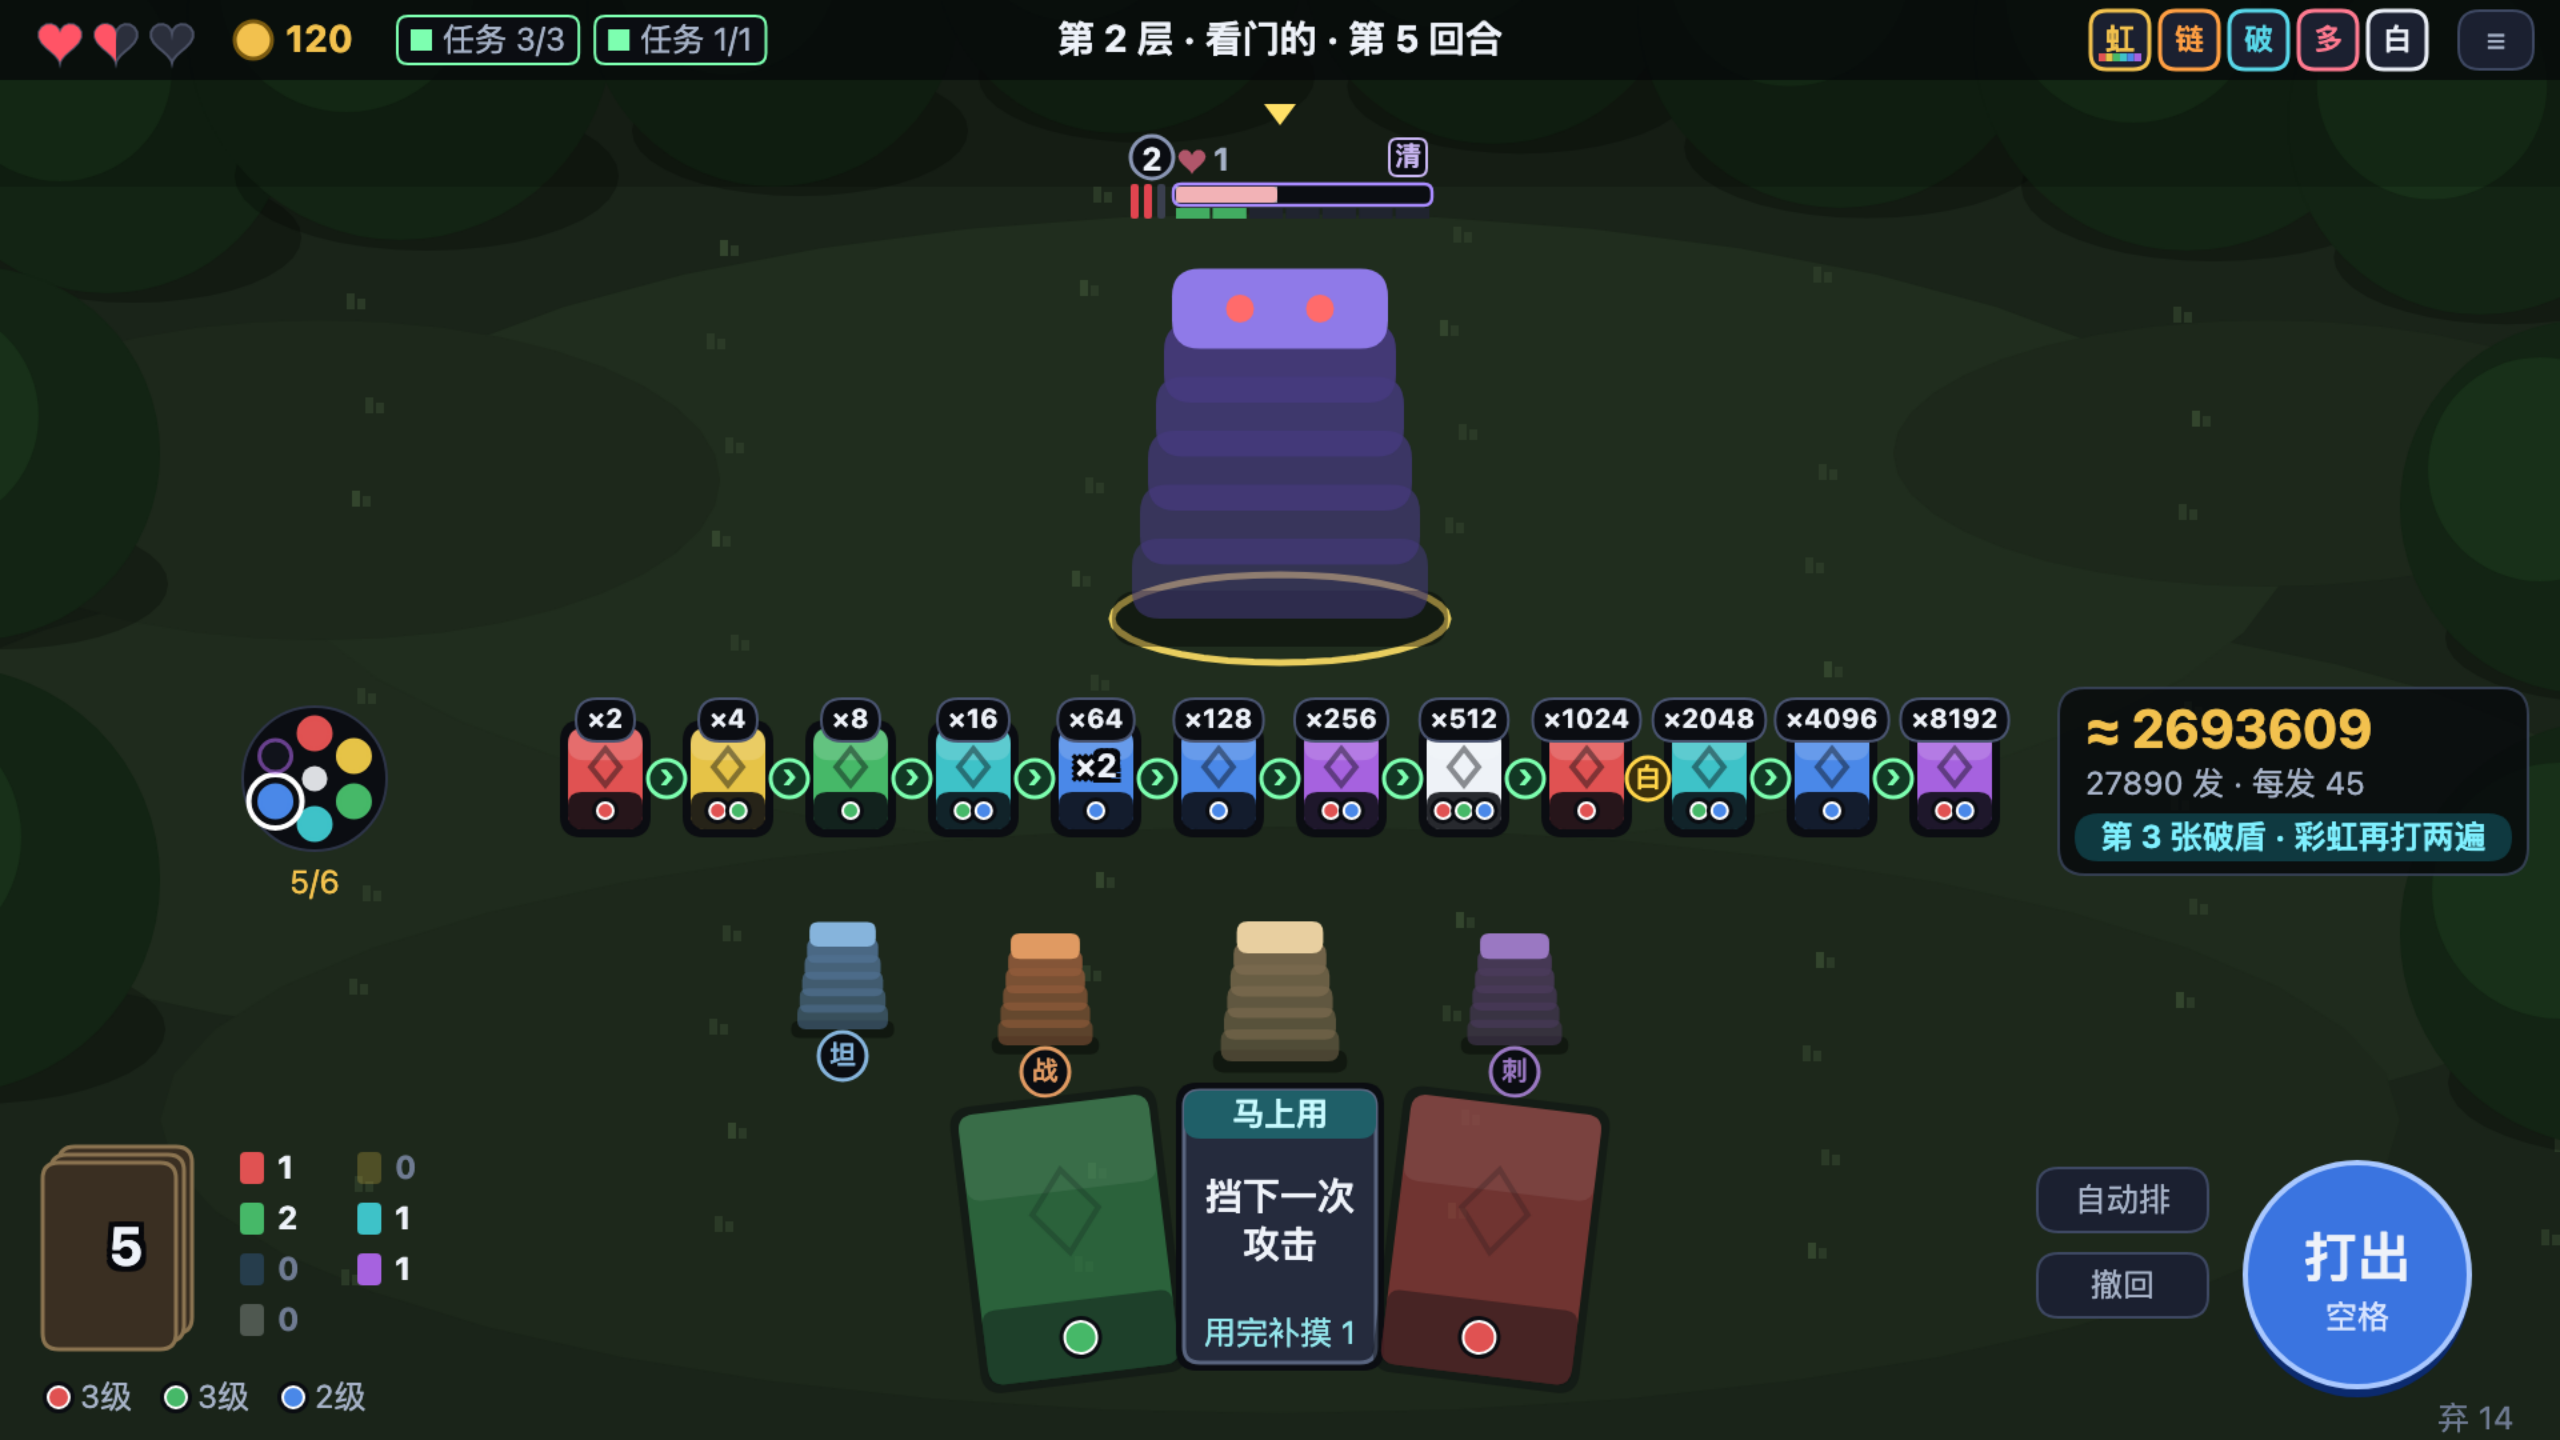 120
任务 3/3
任务 1/1
第 2 层 · 看门的 · 第 5 回合
虹
链
破
多
白
≡
2
1
清
×2
×4
×8
×16
×64
×128
×256
×512
×1024
×2048
×4096
×8192
×2
白
≈ 2693609
27890 发 · 每发 45
第 3 张破盾 · 彩虹再打两遍
5/6
坦
战
刺
马上用
挡下一次
攻击
用完补摸 1
5
1
0
2
1
0
1
0
3级
3级
2级
自动排
撤回
打出
空格
弃 14